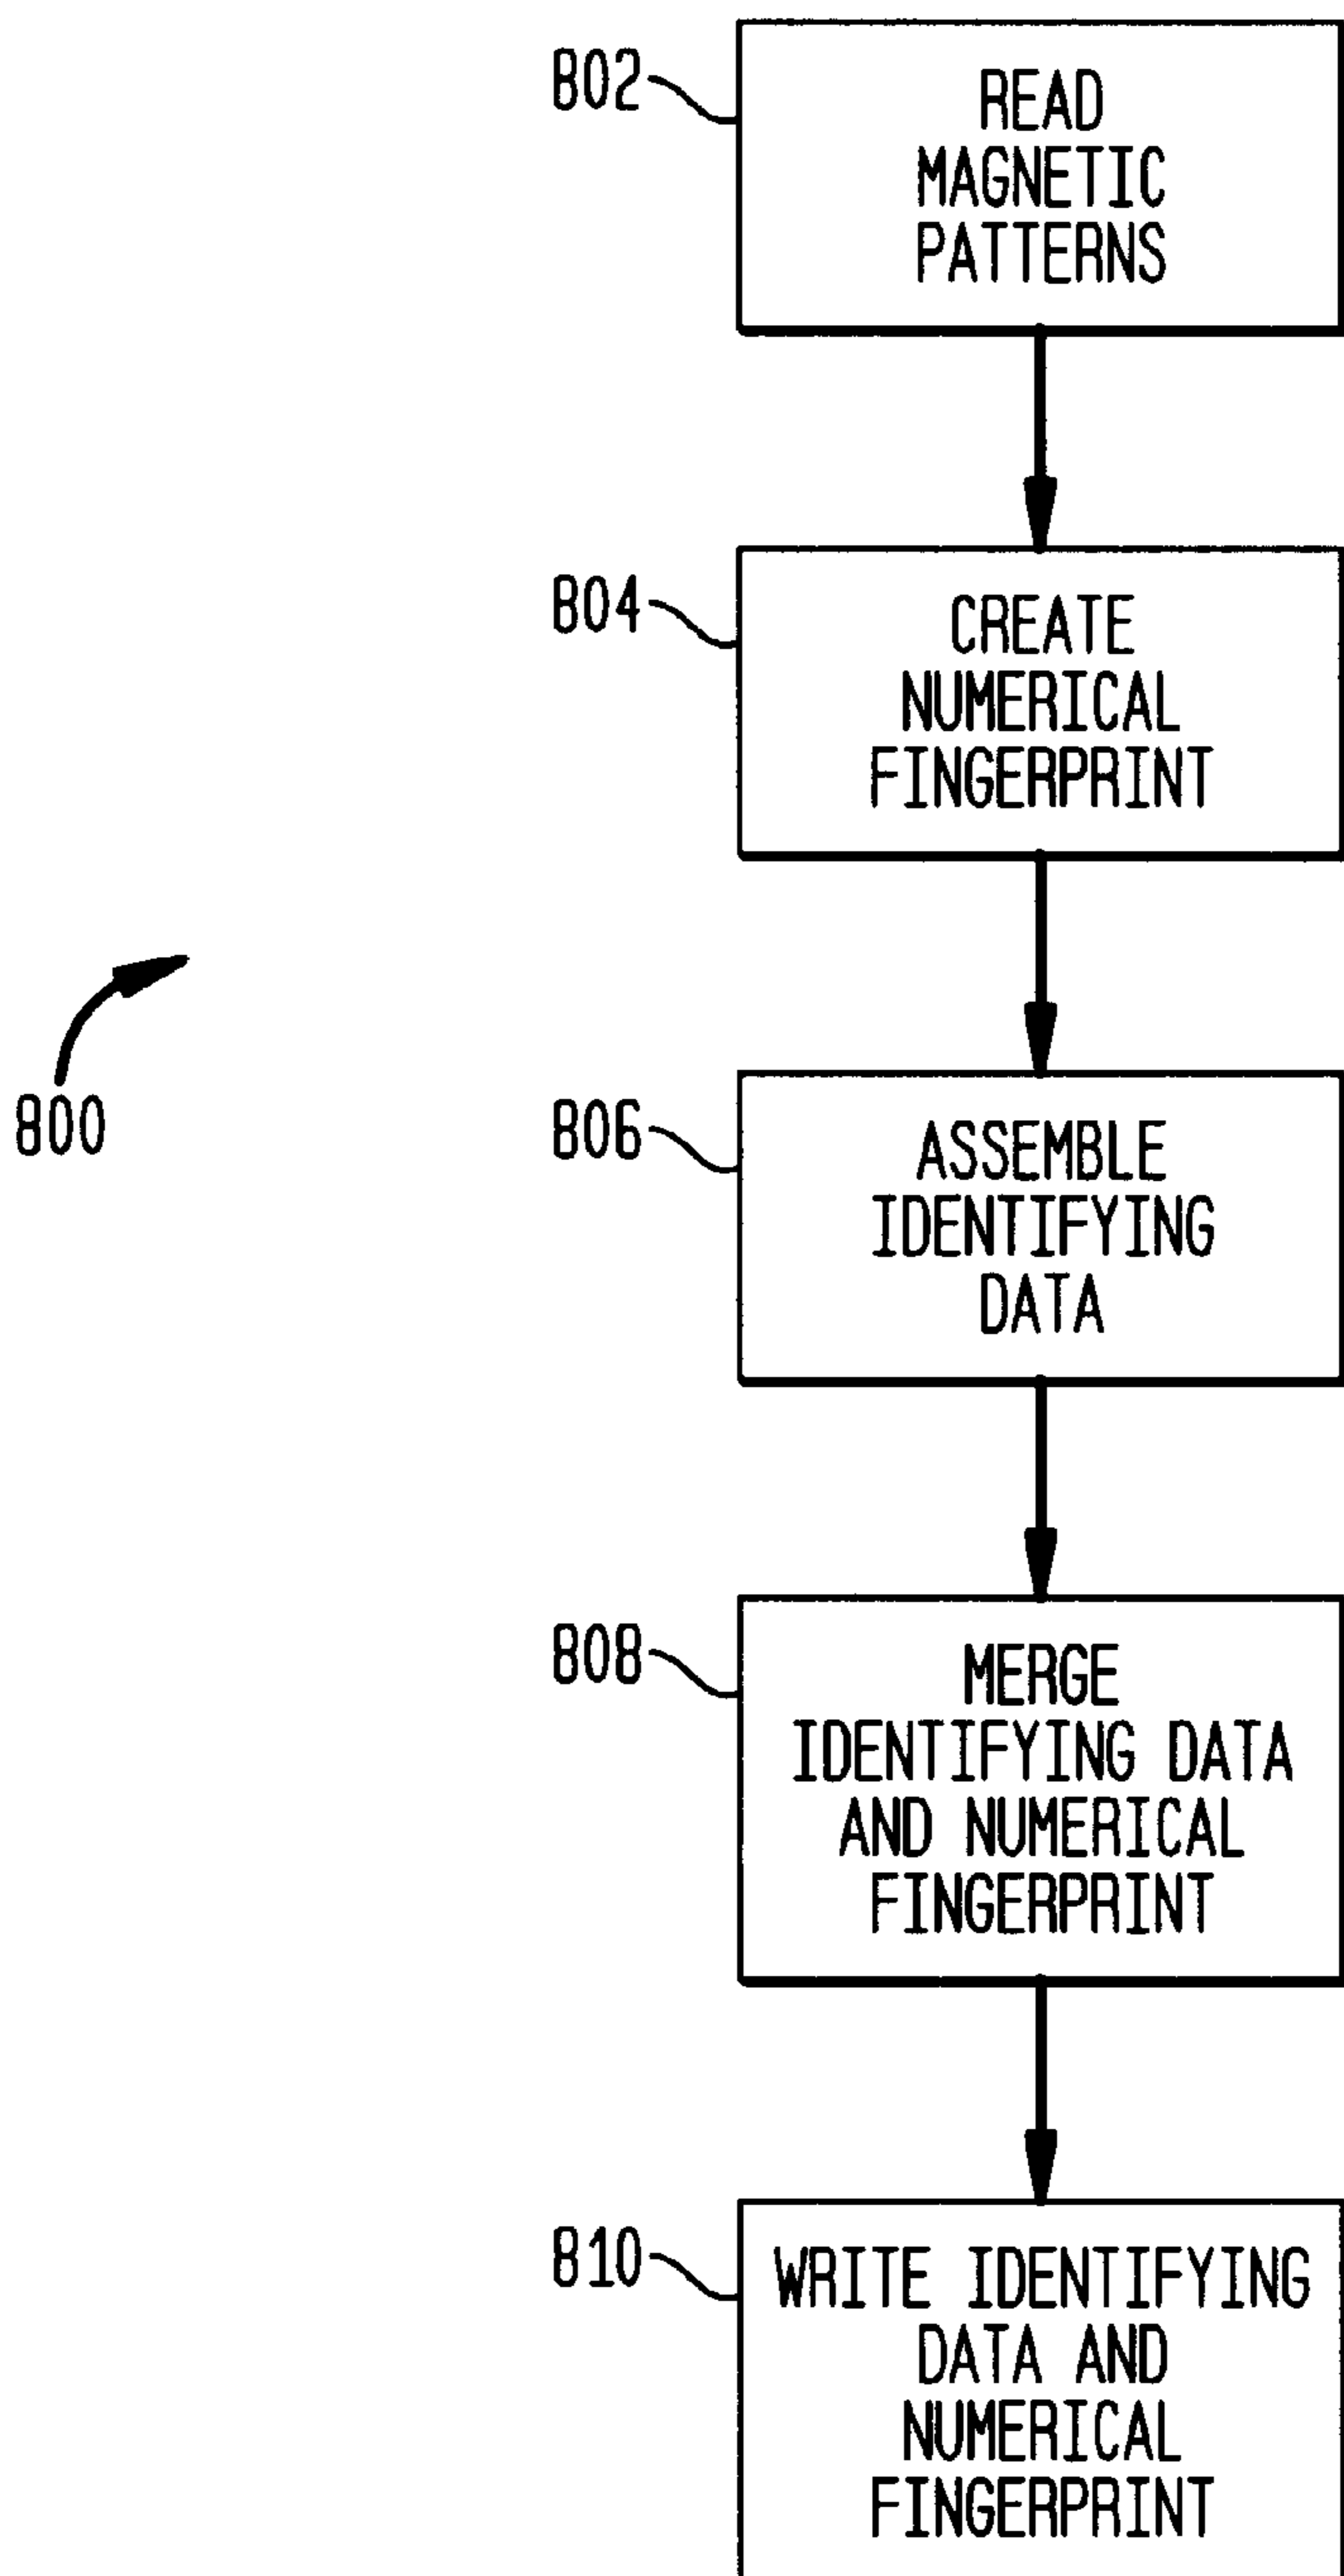 802
READ
MAGNETIC
PATTERNS
804
CREATE
NUMERICAL
FINGERPRINT
800
806
ASSEMBLE
IDENTIFYING
DATA
808
MERGE
IDENTIFYING DATA
AND NUMERICAL
FINGERPRINT
810
WRITE IDENTIFYING
DATA AND
NUMERICAL
FINGERPRINT